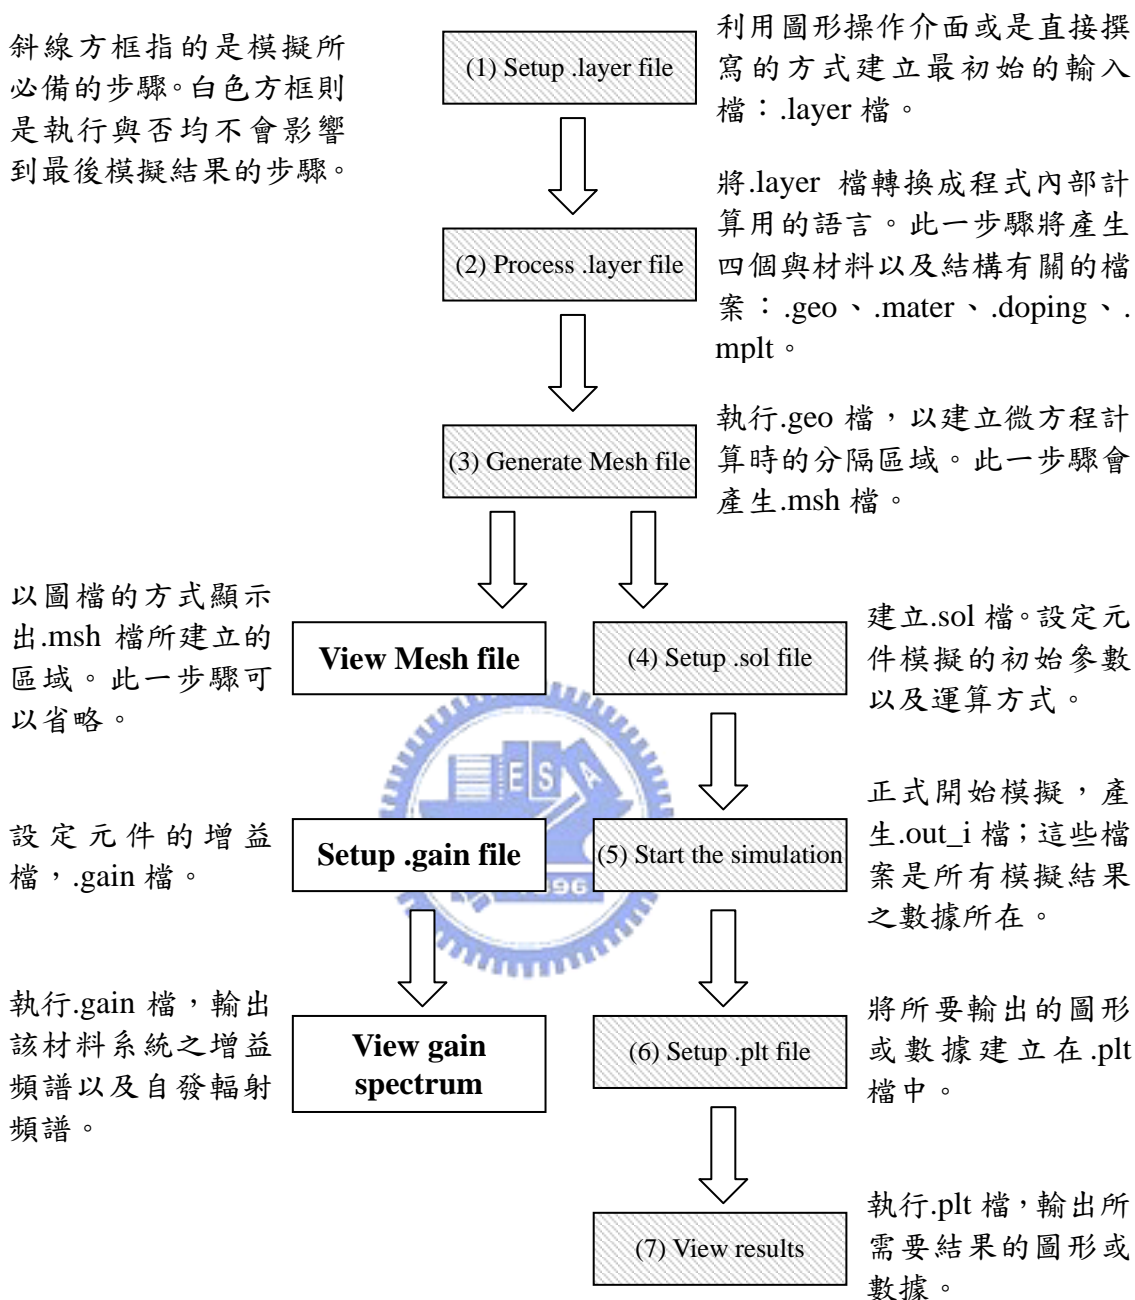 斜線方框指的是模擬所
必備的步驟。白色方框則
是執行與否均不會影響
到最後模擬結果的步驟。
(1) Setup .layer file
利用圖形操作介面或是直接撰
寫的方式建立最初始的輸入
檔：.layer 檔。
(2) Process .layer file
將.layer 檔轉換成程式內部計
算用的語言。此一步驟將產生
四個與材料以及結構有關的檔
案：.geo、.mater、.doping、.
mplt。
(3) Generate Mesh file
執行.geo 檔，以建立微方程計
算時的分隔區域。此一步驟會
產生.msh 檔。
以圖檔的方式顯示
出.msh 檔所建立的
區域。此一步驟可
以省略。
View Mesh file
(4) Setup .sol file
建立.sol 檔。設定元
件模擬的初始參數
以及運算方式。
設定元件的增益
檔，.gain 檔。
Setup .gain file
(5) Start the simulation
正式開始模擬，產
生.out_i 檔；這些檔
案是所有模擬結果
之數據所在。
執行.gain 檔，輸出
該材料系統之增益
頻譜以及自發輻射
頻譜。
View gain
spectrum
(6) Setup .plt file
將所要輸出的圖形
或數據建立在.plt
檔中。
(7) View results
執行.plt 檔，輸出所
需要結果的圖形或
數據。
E S A
896